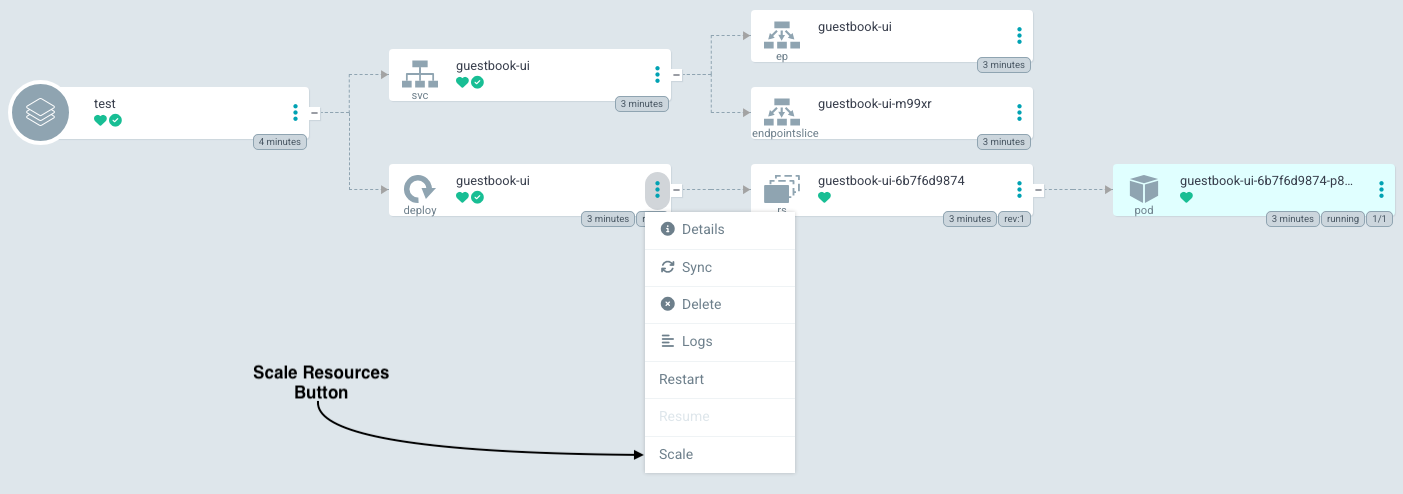 test
4 minutes
svc
guestbook-ui
3 minutes
ep
guestbook-ui
3 minutes
endpointslice
guestbook-ui-m99xr
3 minutes
deploy
guestbook-ui
3 minutes
rs
guestbook-ui-6b7f6d9874
3 minutes
rev:1
pod
guestbook-ui-6b7f6d9874-p8...
3 minutes
running
1/1
Details
Sync
Delete
Logs
Restart
Resume
Scale
Scale Resources
Button